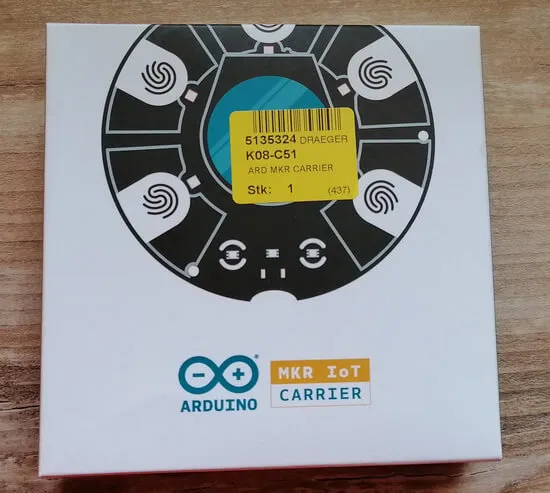 5135324 DRAEGER
K08-C51
ARD MKR CARRIER
Stk: 1 (437)
ARDUINO
MKR IoT
CARRIER